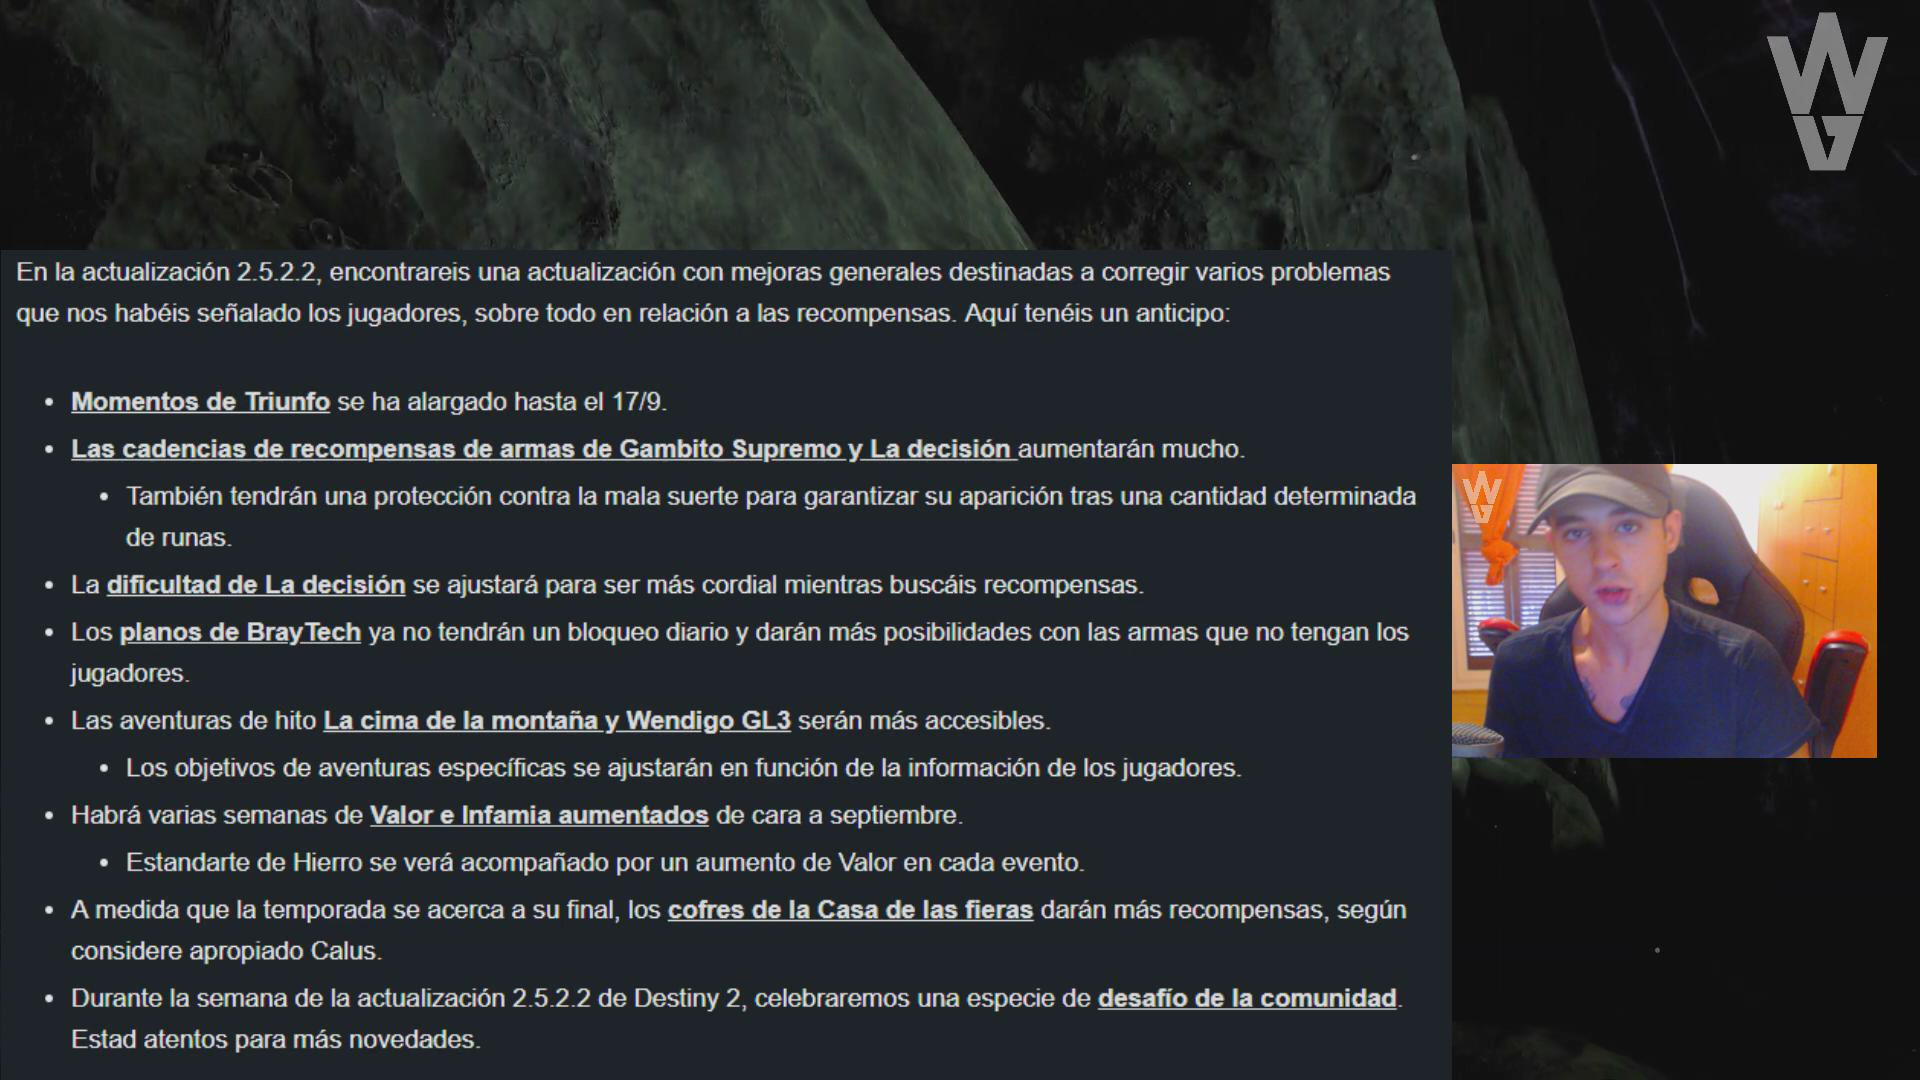 WG
En la actualización 2.5.2.2, encontrareis una actualización con mejoras generales destinadas a corregir varios problemas
que nos habéis señalado los jugadores, sobre todo en relación a las recompensas. Aquí tenéis un anticipo:
• Momentos de Triunfo se ha alargado hasta el 17/9.
• Las cadencias de recompensas de armas de Gambito Supremo y La decisión aumentarán mucho.
• También tendrán una protección contra la mala suerte para garantizar su aparición tras una cantidad determinada
de runas.
• La dificultad de La decisión se ajustará para ser más cordial mientras buscáis recompensas.
• Los planos de BrayTech ya no tendrán un bloqueo diario y darán más posibilidades con las armas que no tengan los
jugadores.
• Las aventuras de hito La cima de la montaña y Wendigo GL3 serán más accesibles.
• Los objetivos de aventuras específicas se ajustarán en función de la información de los jugadores.
• Habrá varias semanas de Valor e Infamia aumentados de cara a septiembre.
• Estandarte de Hierro se verá acompañado por un aumento de Valor en cada evento.
• A medida que la temporada se acerca a su final, los cofres de la Casa de las fieras darán más recompensas, según
considere apropiado Calus.
• Durante la semana de la actualización 2.5.2.2 de Destiny 2, celebraremos una especie de desafío de la comunidad.
Estad atentos para más novedades.
WG